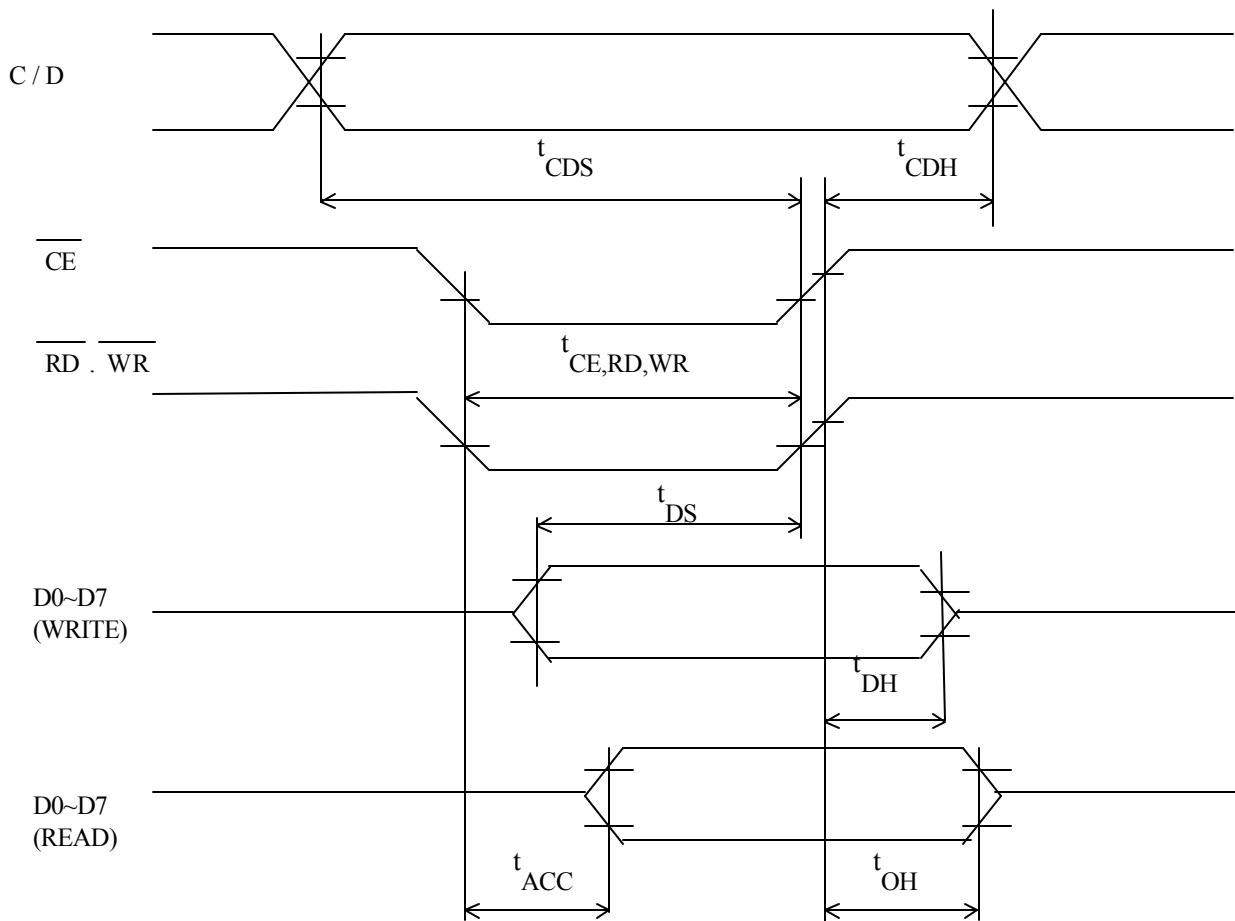 C / D
t CDS
t CDH
CE
RD . WR
t CE,RD,WR
t DS
D0~D7
(WRITE)
t DH
D0~D7
(READ)
t ACC
t OH